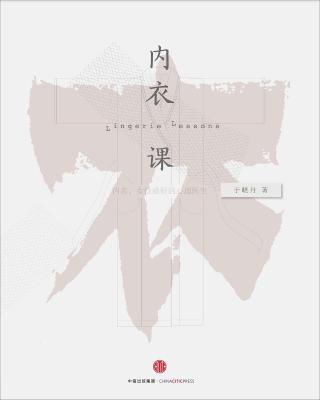 内
衣
Lingerie Lessons
课
内衣，女性最好的心理医生
于晓丹 著
中信出版集团·CHINACITICPRESS